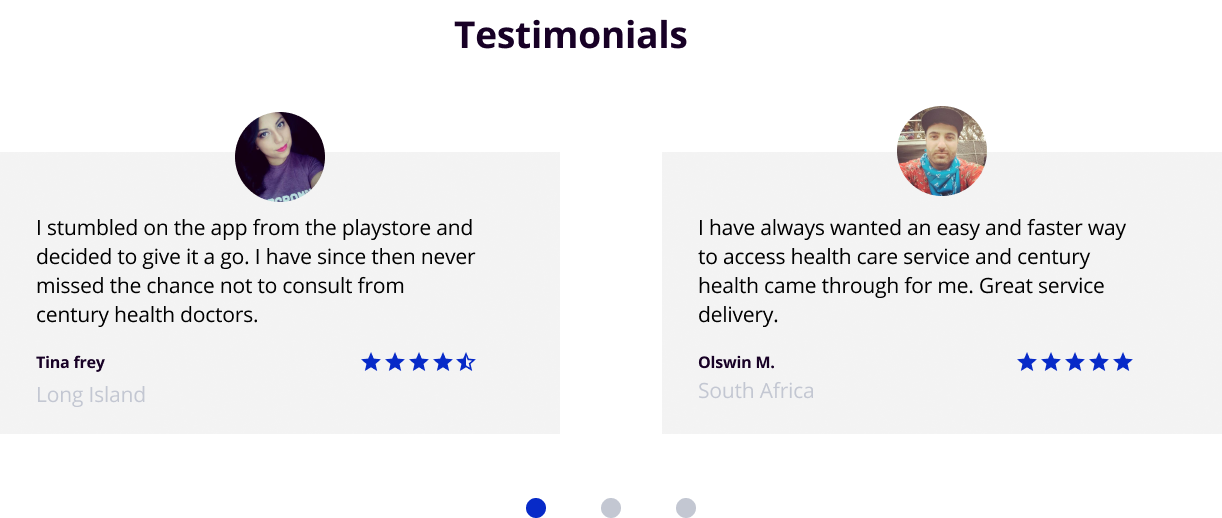 Testimonials
I stumbled on the app from the playstore and
decided to give it a go. I have since then never
missed the chance not to consult from
century health doctors.
Tina frey
Long Island
I have always wanted an easy and faster way
to access health care service and century
health came through for me. Great service
delivery.
Olswin M.
South Africa